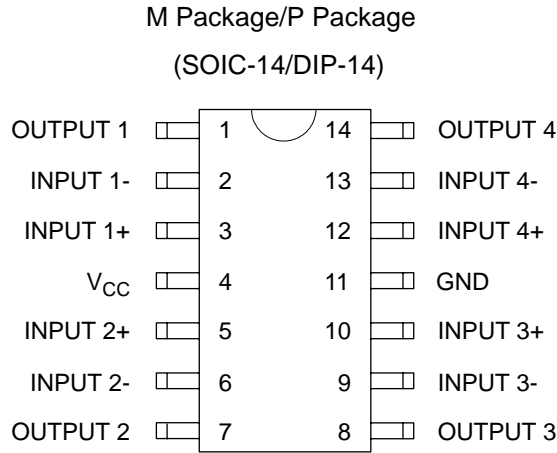 M Package/P Package
(SOIC-14/DIP-14)
OUTPUT 1 1 14 OUTPUT 4
INPUT 1- 2 13 INPUT 4-
INPUT 1+ 3 12 INPUT 4+
VCC 4 11 GND
INPUT 2+ 5 10 INPUT 3+
INPUT 2- 6 9 INPUT 3-
OUTPUT 2 7 8 OUTPUT 3